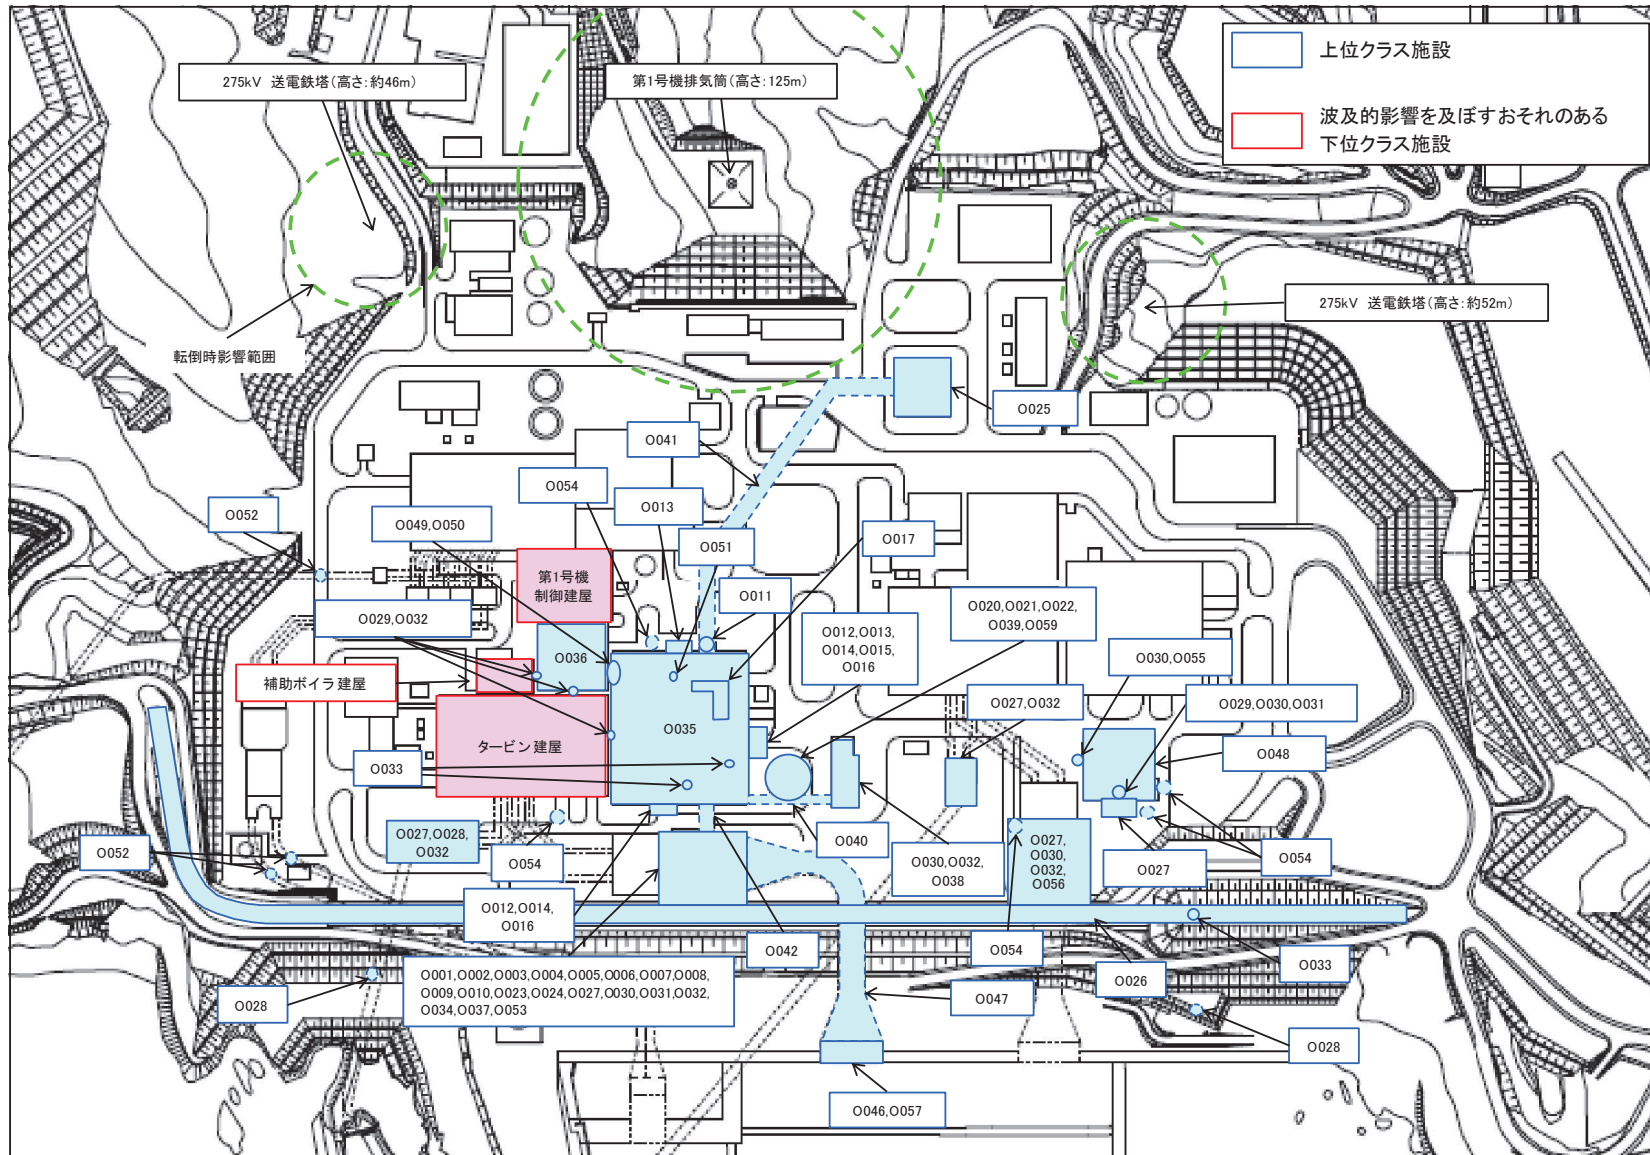 上位クラス施設
波及的影響を及ぼすおそれのある
下位クラス施設
275kV 送電鉄塔(高さ:約46m)
第1号機排気筒(高さ:125m)
275kV 送電鉄塔(高さ:約52m)
転倒時影響範囲
O025
O041
O054
O013
O052
O049,O050
O051
O017
第1号機
制御建屋
O011
O029,O032
O020,O021,O022,
O039,O059
O012,O013,
O014,O015,
O016
O036
O030,O055
補助ボイラ建屋
O027,O032
O029,O030,O031
O035
タービン建屋
O048
O033
O027,O028,
O032
O027,
O030,
O032,
O056
O052
O054
O040
O030,O032,
O038
O027
O054
O012,O014,
O016
O042
O054
O033
O001,O002,O003,O004,O005,O006,O007,O008,
O009,O010,O023,O024,O027,O030,O031,O032,
O034,O037,O053
O028
O047
O026
O028
O046,O057